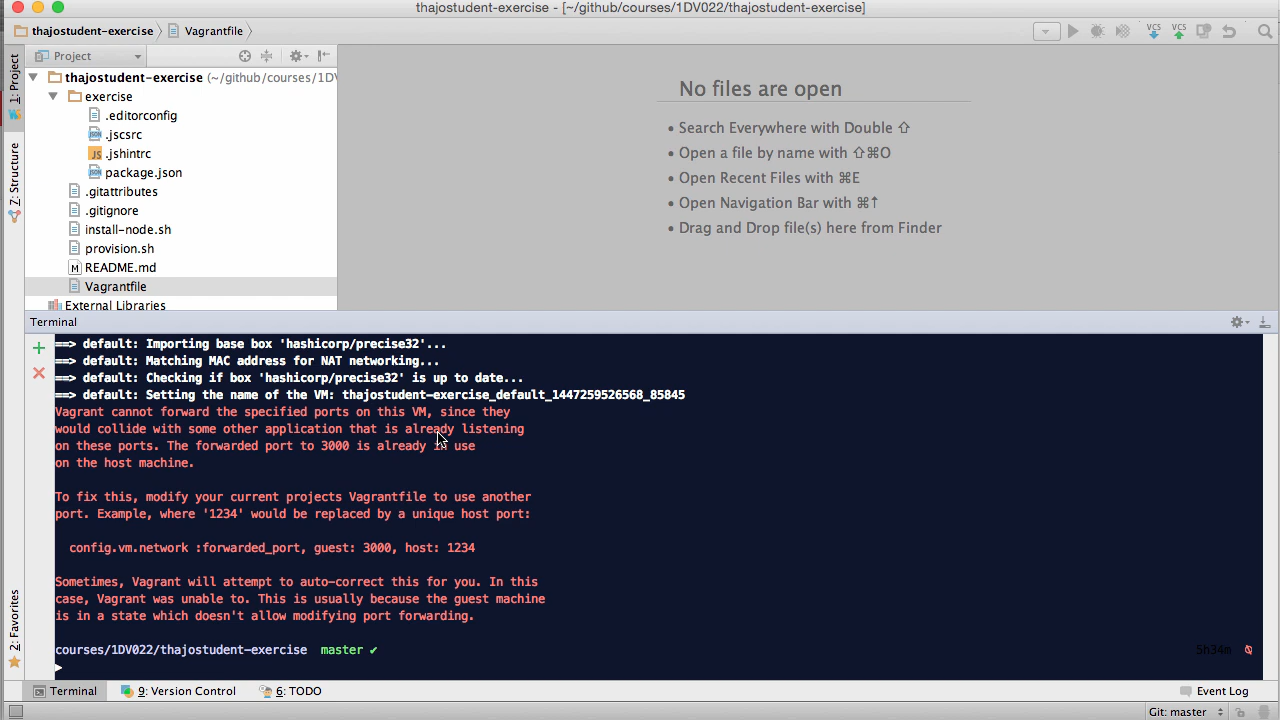 thajostudent-exercise - [~/github/courses/1DV022/thajostudent-exercise]
thajostudent-exercise Vagrantfile
VCS VCS
1: Project
Z: Structure
2: Favorites
Project
thajostudent-exercise (~/github/courses/1DV
exercise
.editorconfig
.jscsrc
JS .jshintrc
package.json
.gitattributes
.gitignore
install-node.sh
provision.sh
M README.md
Vagrantfile
External Libraries
No files are open
• Search Everywhere with Double ⇧
• Open a file by name with ⇧⌘O
• Open Recent Files with ⌘E
• Open Navigation Bar with ⌘↑
• Drag and Drop file(s) here from Finder
Terminal
==> default: Importing base box 'hashicorp/precise32'...
==> default: Matching MAC address for NAT networking...
==> default: Checking if box 'hashicorp/precise32' is up to date...
==> default: Setting the name of the VM: thajostudent-exercise_default_1447259526568_85845
Vagrant cannot forward the specified ports on this VM, since they
would collide with some other application that is already listening
on these ports. The forwarded port to 3000 is already in use
on the host machine.
To fix this, modify your current projects Vagrantfile to use another
port. Example, where '1234' would be replaced by a unique host port:
config.vm.network :forwarded_port, guest: 3000, host: 1234
Sometimes, Vagrant will attempt to auto-correct this for you. In this
case, Vagrant was unable to. This is usually because the guest machine
is in a state which doesn't allow modifying port forwarding.
courses/1DV022/thajostudent-exercise master ✔
5h34m
Terminal 9: Version Control 6: TODO Event Log
Git: master